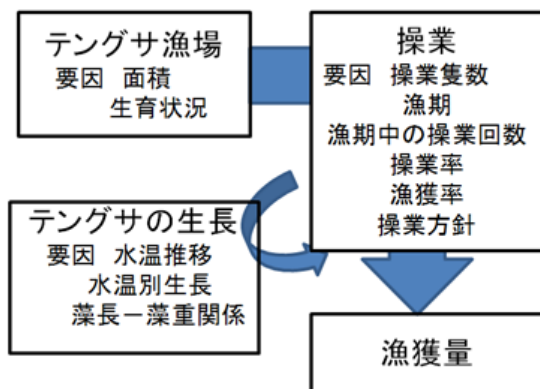 テングサ漁場
要因 面積
生育状況
操業
要因 操業隻数
漁期
漁期中の操業回数
操業率
漁獲率
操業方針
テングサの生長
要因 水温推移
水温別生長
藻長－藻重関係
漁獲量